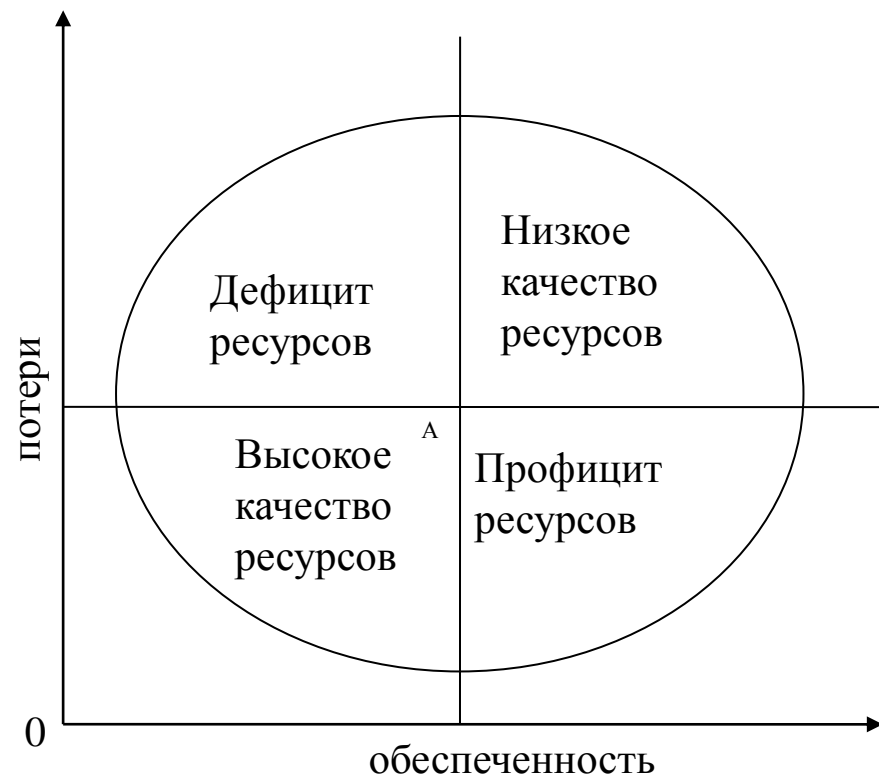 Низкое
качество
ресурсов
Дефицит
ресурсов
потери
А
Высокое
качество
ресурсов
Профицит
ресурсов
0
обеспеченность